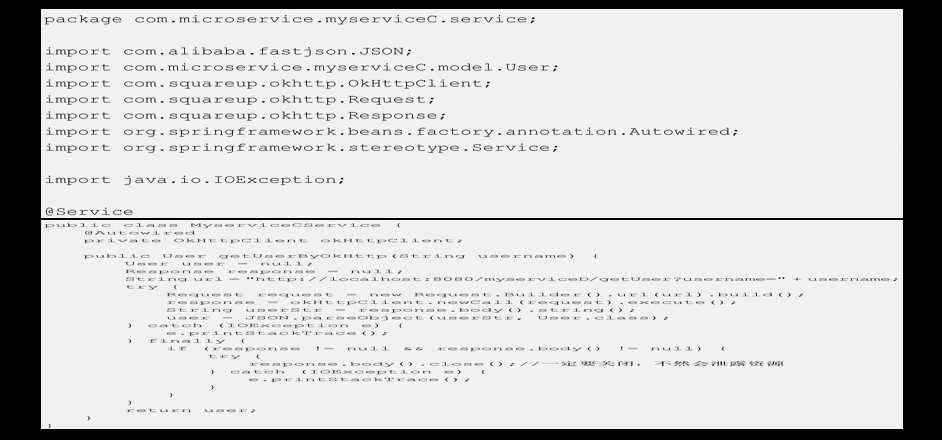 package com.microservice.myserviceC.service;
import com.alibaba.fastjson.JSON;
import com.microservice.myserviceC.model.User;
import com.squareup.okhttp.OkHttpClient;
import com.squareup.okhttp.Request;
import com.squareup.okhttp.Response;
import org.springframework.beans.factory.annotation.Autowired;
import org.springframework.stereotype.Service;
import java.io.IOException;
@Service
public class MyserviceCService {
@Autowired
private OkHttpClient okHttpClient;
public User getUserByOkHttp(String username) {
User user = null;
Response response = null;
String url = "http://localhost:8080/myserviceD/getUser?username=" + username;
try {
Request request = new Request.Builder().url(url).build();
response = okHttpClient.newCall(request).execute();
String userStr = response.body().string();
user = JSON.parseObject(userStr, User.class);
} catch (IOException e) {
e.printStackTrace();
} finally {
if (response != null && response.body() != null) {
try {
response.body().close();//一定要关闭，不然会泄露资源
} catch (IOException e) {
e.printStackTrace();
}
}
}
return user;
}
}